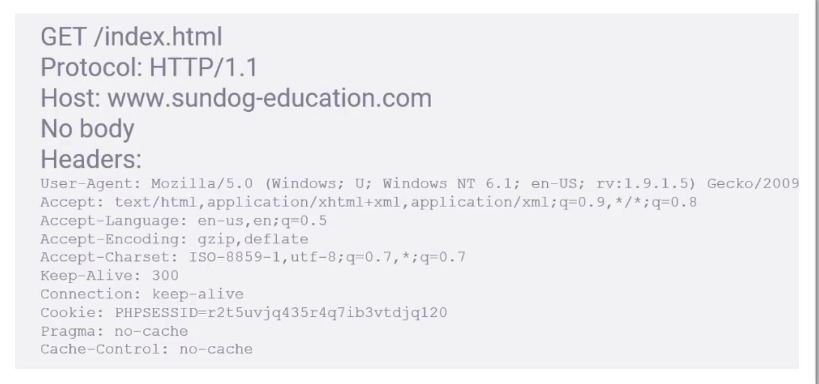 GET /index.html
Protocol: HTTP/1.1
Host: www.sundog-education.com
No body
Headers:
User-Agent: Mozilla/5.0 (Windows; U; Windows NT 6.1; en-US; rv:1.9.1.5) Gecko/2009
Accept: text/html,application/xhtml+xml,application/xml;q=0.9,*/*;q=0.8
Accept-Language: en-us,en;q=0.5
Accept-Encoding: gzip,deflate
Accept-Charset: ISO-8859-1,utf-8;q=0.7,*;q=0.7
Keep-Alive: 300
Connection: keep-alive
Cookie: PHPSESSID=r2t5uvjq435r4q7ib3vtdjq120
Pragma: no-cache
Cache-Control: no-cache